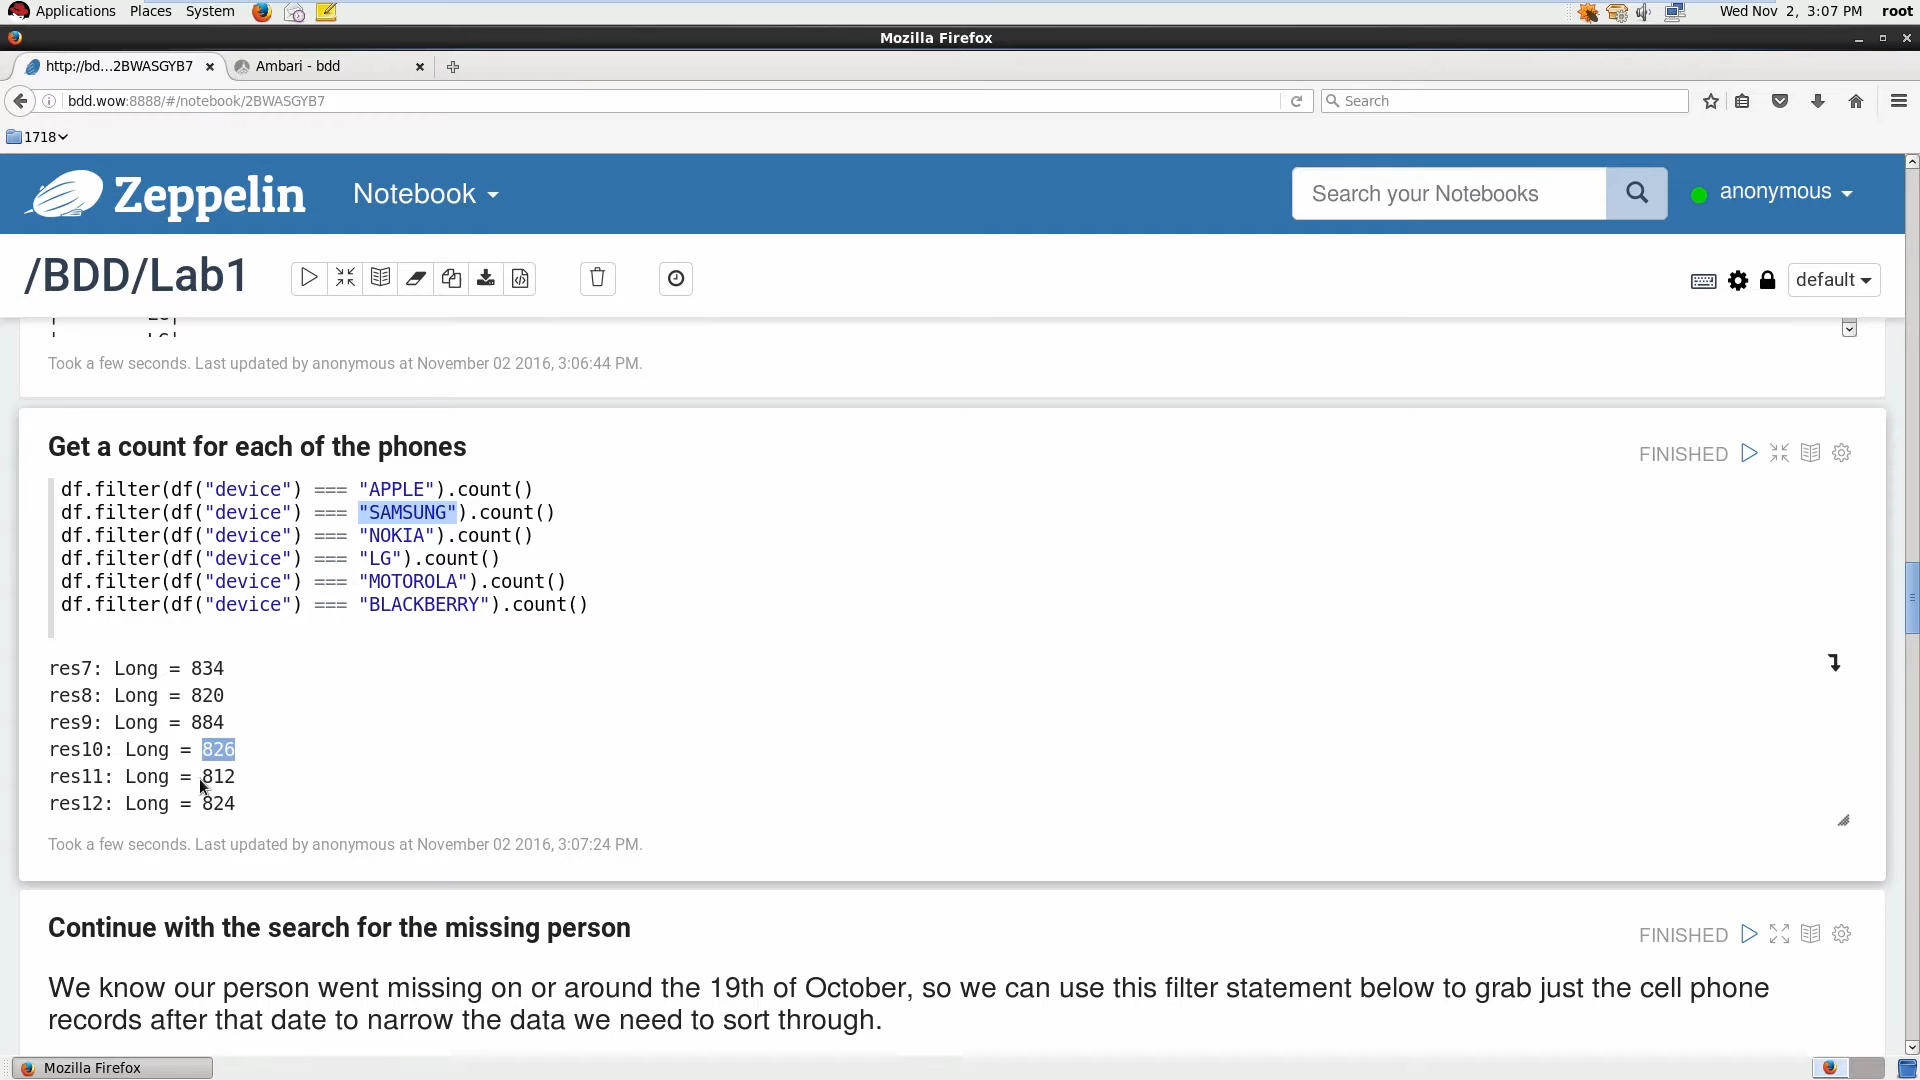 Applications Places System
Wed Nov 2, 3:07 PM root
Mozilla Firefox
http://bd...2BWASGYB7
Ambari - bdd
bdd.wow:8888/#/notebook/2BWASGYB7
Search
1718
Zeppelin
Notebook
Search your Notebooks
anonymous
/BDD/Lab1
default
Took a few seconds. Last updated by anonymous at November 02 2016, 3:06:44 PM.
Get a count for each of the phones
FINISHED
df.filter(df("device") === "APPLE").count()
df.filter(df("device") === "SAMSUNG").count()
df.filter(df("device") === "NOKIA").count()
df.filter(df("device") === "LG").count()
df.filter(df("device") === "MOTOROLA").count()
df.filter(df("device") === "BLACKBERRY").count()
res7: Long = 834
res8: Long = 820
res9: Long = 884
res10: Long = 826
res11: Long = 812
res12: Long = 824
Took a few seconds. Last updated by anonymous at November 02 2016, 3:07:24 PM.
Continue with the search for the missing person
FINISHED
We know our person went missing on or around the 19th of October, so we can use this filter statement below to grab just the cell phone
records after that date to narrow the data we need to sort through.
Mozilla Firefox